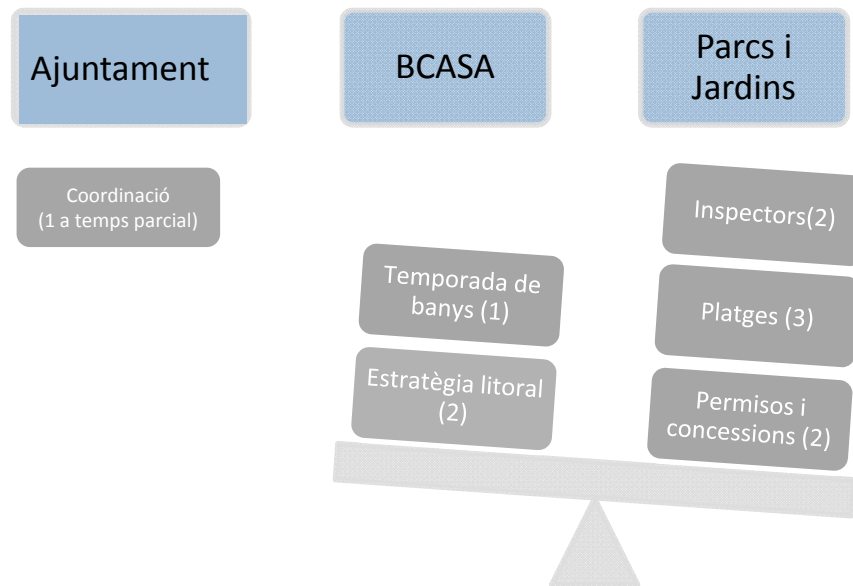 Ajuntament
BCASA
Parcs i
Jardins
Coordinació
(1 a temps parcial)
Temporada de
banys (1)
Estratègia litoral
(2)
Inspectors(2)
Platges (3)
Permisos i
concessions (2)